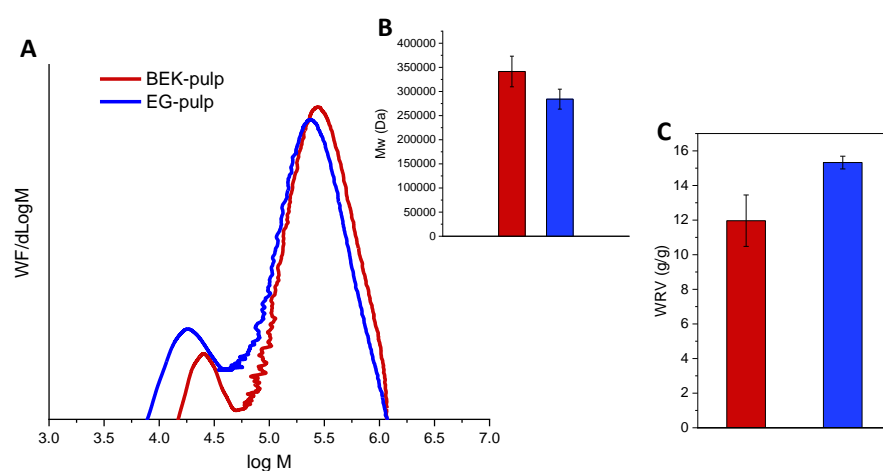 A
BEK-pulp
EG-pulp
WF/dLogM
3.0 3.5 4.0 4.5 5.0 5.5 6.0 6.5 7.0
log M
B
400000
350000
300000
250000
200000
150000
100000
50000
0
Mw (Da)
C
16
14
12
10
8
6
4
2
0
WRV (g/g)